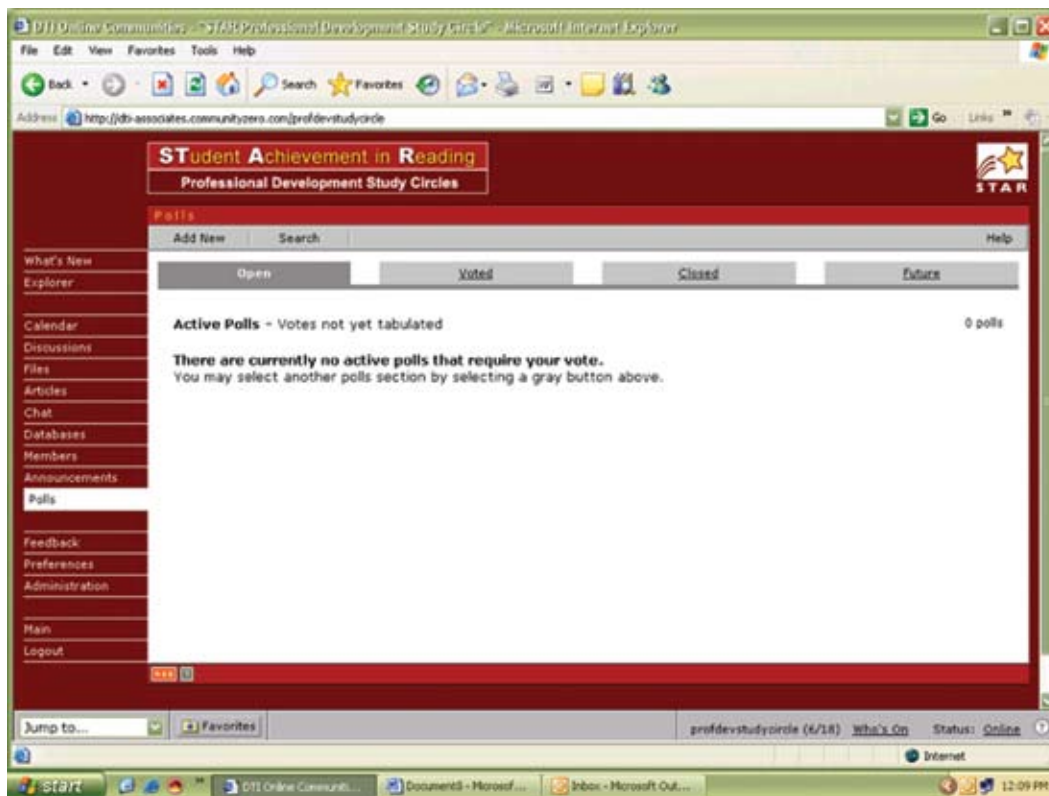 DTI Online Communities - "STAR Professional Development Study Circle" - Microsoft Internet Explorer
File Edit View Favorites Tools Help
Back Search Favorites
Address http://dti-associates.communityzero.com/profdevstudycircle Go Links »
STudent Achievement in Reading
Professional Development Study Circles
STAR
Polls
Add New Search Help
What's New
Explorer
Calendar
Discussions
Files
Articles
Chat
Databases
Members
Announcements
Polls
Feedback
Preferences
Administration
Main
Logout
Open Voted Closed Future
Active Polls - Votes not yet tabulated 0 polls
There are currently no active polls that require your vote.
You may select another polls section by selecting a gray button above.
Jump to... Favorites profdevstudycircle (6/18) Who's On Status: Online
Internet
start » DTI Online Communit... Document3 - Microsof... Inbox - Microsoft Out... 12:09 PM